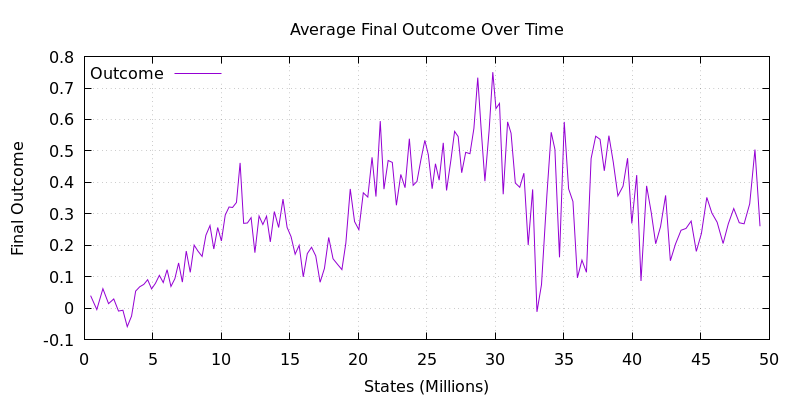 Average Final Outcome Over Time
Outcome
0.8
0.7
0.6
0.5
0.4
0.3
0.2
0.1
0
-0.1
Final Outcome
0 5 10 15 20 25 30 35 40 45 50
States (Millions)